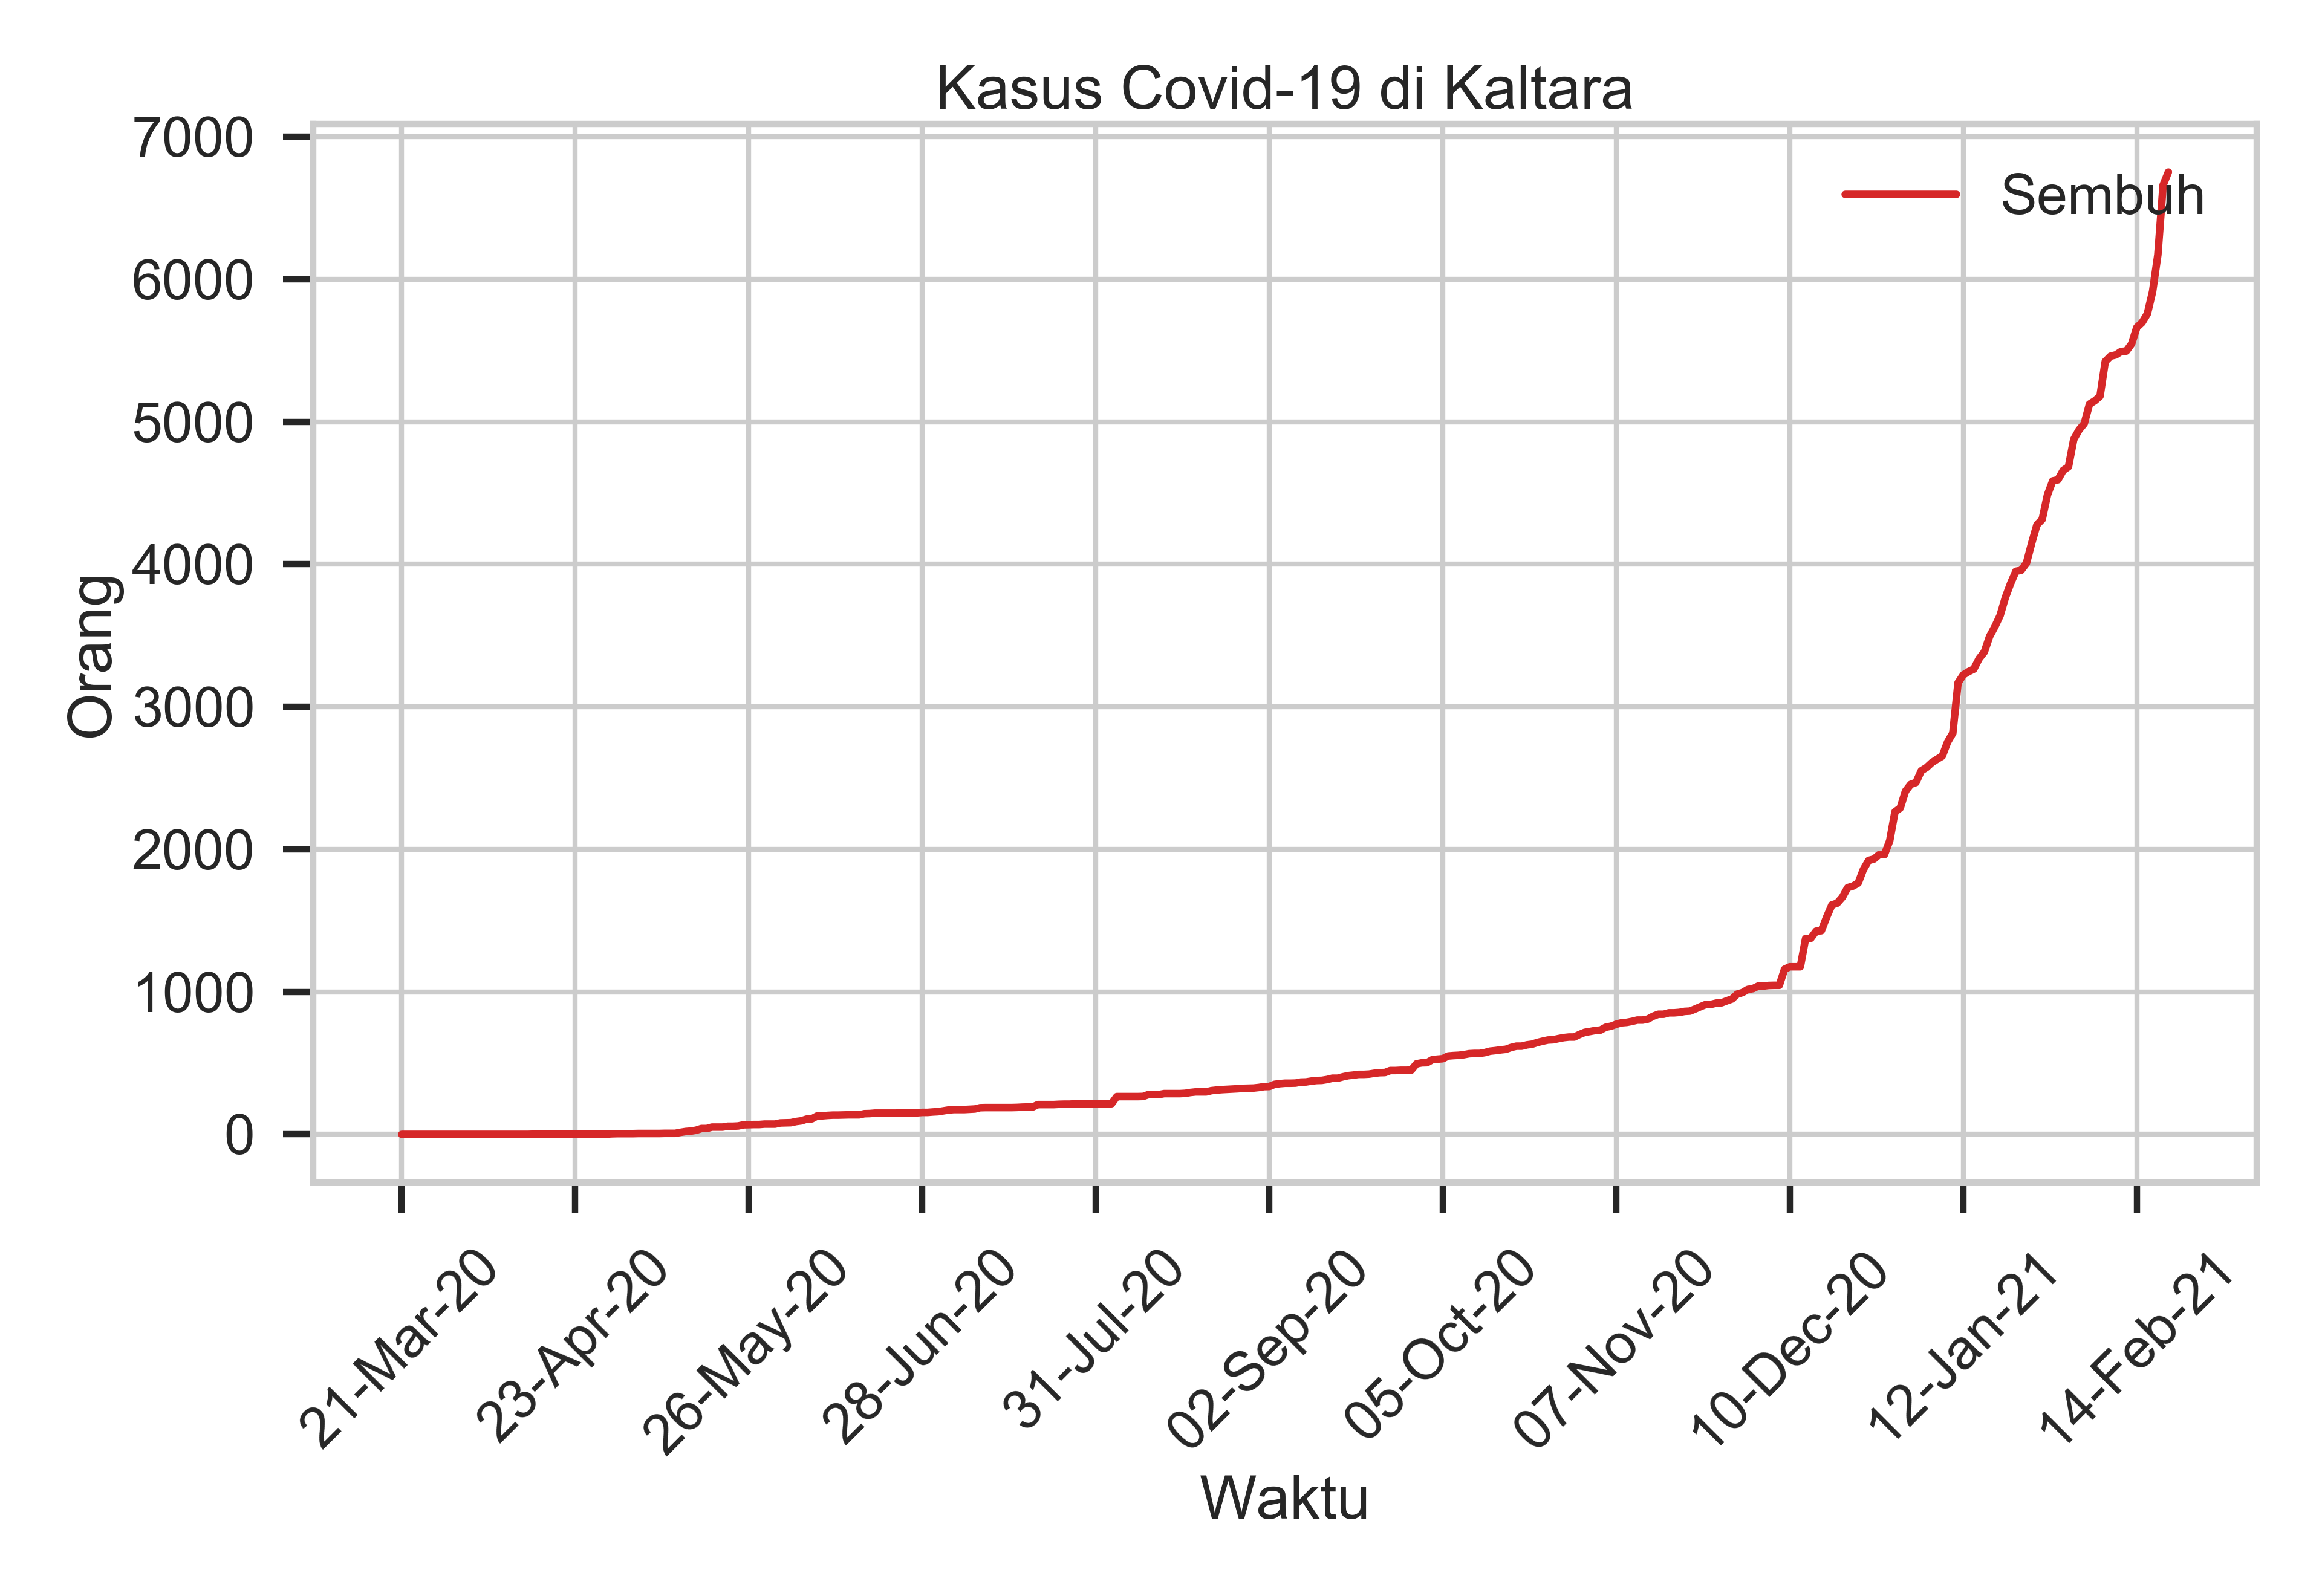 Kasus Covid-19 di Kaltara
7000
6000
5000
4000
3000
2000
1000
0
Orang
Sembuh
21-Mar-20
23-Apr-20
26-May-20
28-Jun-20
31-Jul-20
02-Sep-20
05-Oct-20
07-Nov-20
10-Dec-20
12-Jan-21
14-Feb-21
Waktu